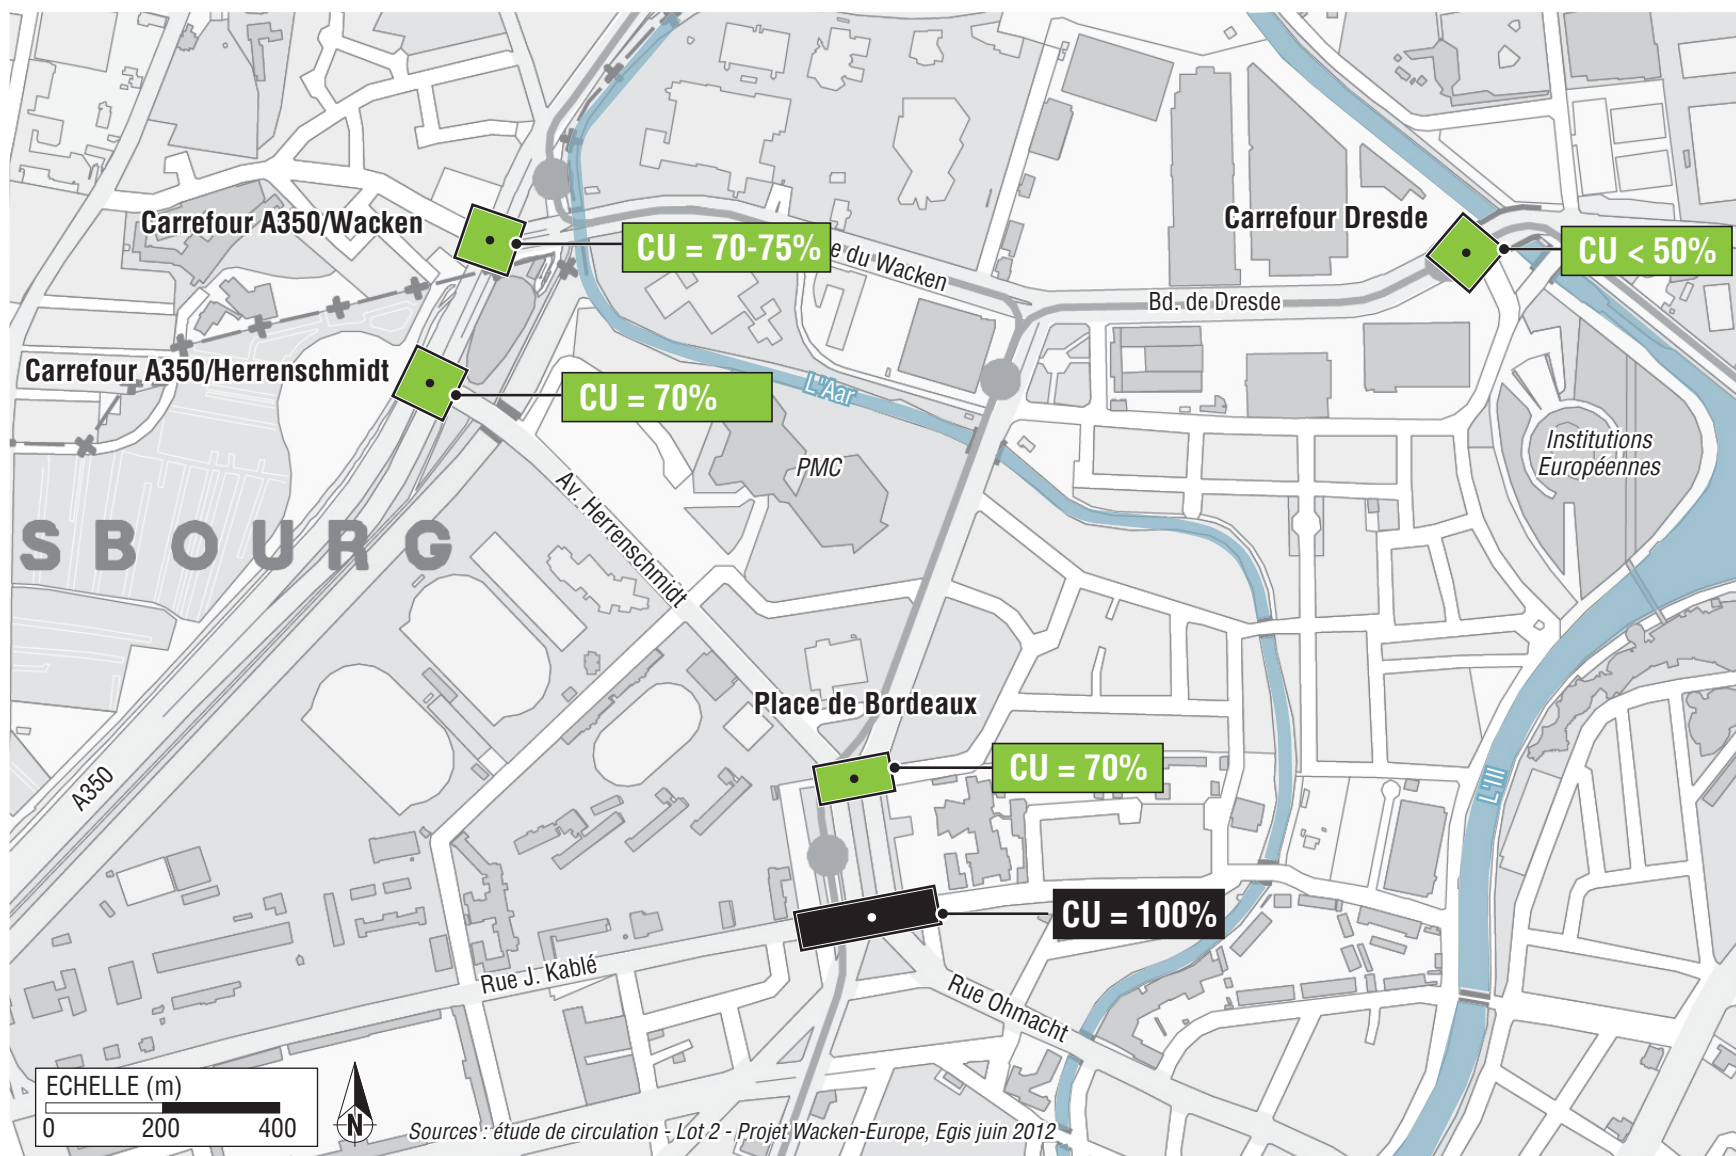 Carrefour A350/Wacken
CU = 70-75%
e du Wacken
Carrefour Dresde
CU < 50%
Bd. de Dresde
Carrefour A350/Herrenschmidt
CU = 70%
L'Aar
PMC
Institutions
Européennes
Av. Herrenschmidt
SBOURG
Place de Bordeaux
CU = 70%
A350
L'Ill
CU = 100%
Rue J. Kablé
Rue Ohmacht
ECHELLE (m)
0 200 400
N
Sources : étude de circulation - Lot 2 - Projet Wacken-Europe, Egis juin 2012